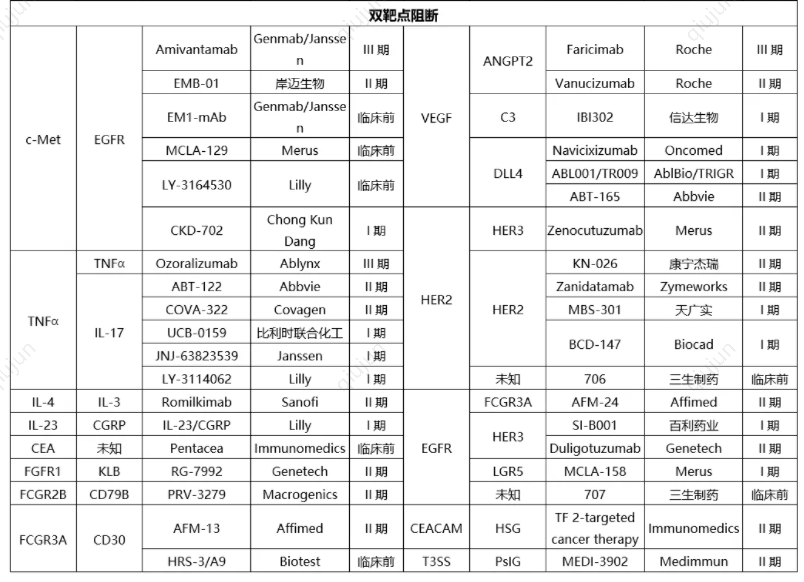 双靶点阻断
c-Met EGFR
Amivantamab Genmab/Janssen III 期
EMB-01 岸迈生物 II 期
EM1-mAb Genmab/Janssen 临床前
MCLA-129 Merus 临床前
LY-3164530 Lilly 临床前
CKD-702 Chong Kun Dang I 期
TNFα
TNFα Ozoralizumab Ablynx III 期
IL-17
ABT-122 Abbvie II 期
COVA-322 Covagen II 期
UCB-0159 比利时联合化工 I 期
JNJ-63823539 Janssen I 期
LY-3114062 Lilly I 期
IL-4 IL-3 Romilkimab Sanofi II 期
IL-23 CGRP IL-23/CGRP Lilly I 期
CEA 未知 Pentacea Immunomedics 临床前
FGFR1 KLB RG-7992 Genetech II 期
FCGR2B CD79B PRV-3279 Macrogenics II 期
FCGR3A CD30
AFM-13 Affimed II 期
HRS-3/A9 Biotest 临床前
VEGF
ANGPT2
Faricimab Roche III 期
Vanucizumab Roche II 期
C3 IBI302 信达生物 I 期
DLL4
Navicixizumab Oncomed I 期
ABL001/TR009 AblBio/TRIGR I 期
ABT-165 Abbvie II 期
HER2
HER3 Zenocutuzumab Merus II 期
HER2
KN-026 康宁杰瑞 II 期
Zanidatamab Zymeworks II 期
MBS-301 天广实 I 期
BCD-147 Biocad I 期
未知 706 三生制药 临床前
EGFR
FCGR3A AFM-24 Affimed II 期
HER3
SI-B001 百利药业 I 期
Duligotuzumab Genetech II 期
LGR5 MCLA-158 Merus I 期
未知 707 三生制药 临床前
CEACAM HSG TF 2-targeted cancer therapy Immunomedics II 期
T3SS PsIG MEDI-3902 Medimmun II 期
qiujun